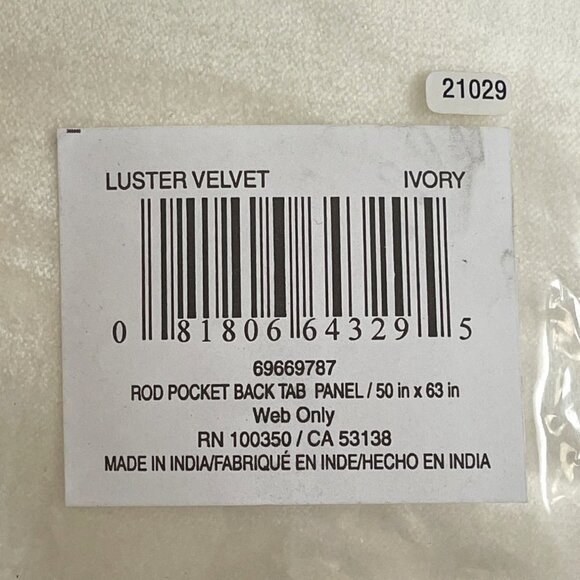 21029
LUSTER VELVET IVORY
0 81806 64329 5
69669787
ROD POCKET BACK TAB PANEL / 50 in x 63 in
Web Only
RN 100350 / CA 53138
MADE IN INDIA/FABRIQUÉ EN INDE/HECHO EN INDIA